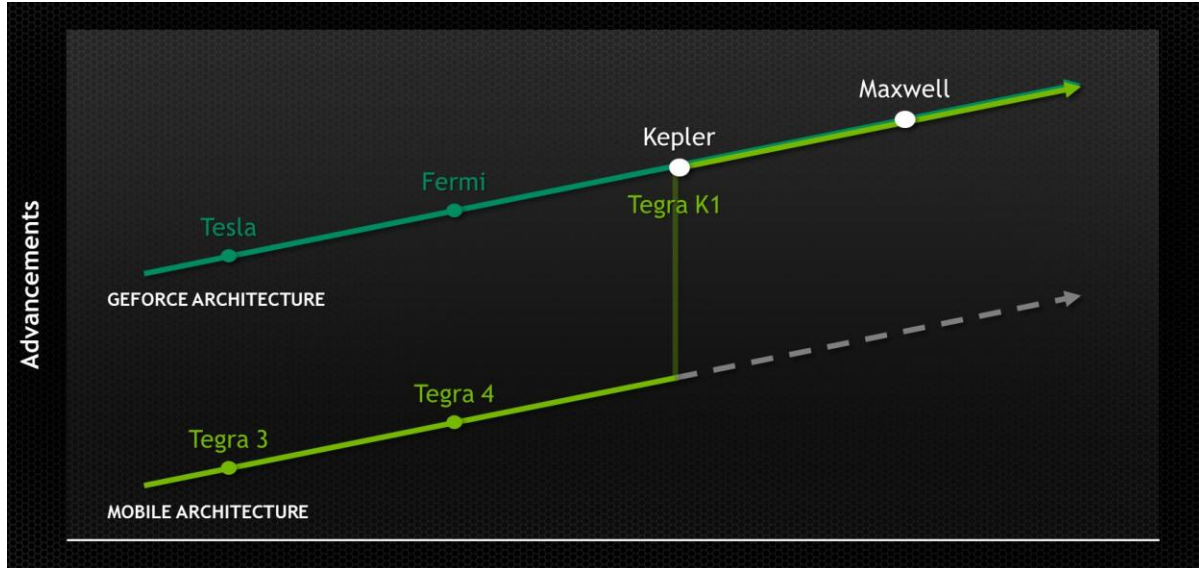 Maxwell
Kepler
Fermi
Tegra K1
Tesla
GEFORCE ARCHITECTURE
Advancements
Tegra 4
Tegra 3
MOBILE ARCHITECTURE